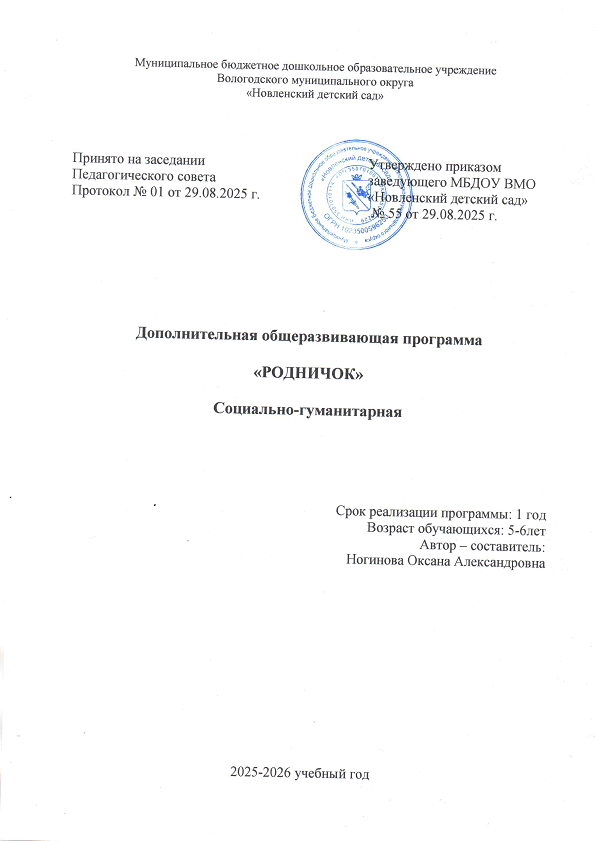 Муниципальное бюджетное дошкольное образовательное учреждение
Вологодского муниципального округа
«Новленский детский сад»
Принято на заседании
Педагогического совета
Протокол № 01 от 29.08.2025 г.
Утверждено приказом
заведующего МБДОУ ВМО
«Новленский детский сад»
№ 55 от 29.08.2025 г.
Дополнительная общеразвивающая программа
«РОДНИЧОК»
Социально-гуманитарная
Срок реализации программы: 1 год
Возраст обучающихся: 5-6лет
Автор – составитель:
Ногинова Оксана Александровна
2025-2026 учебный год